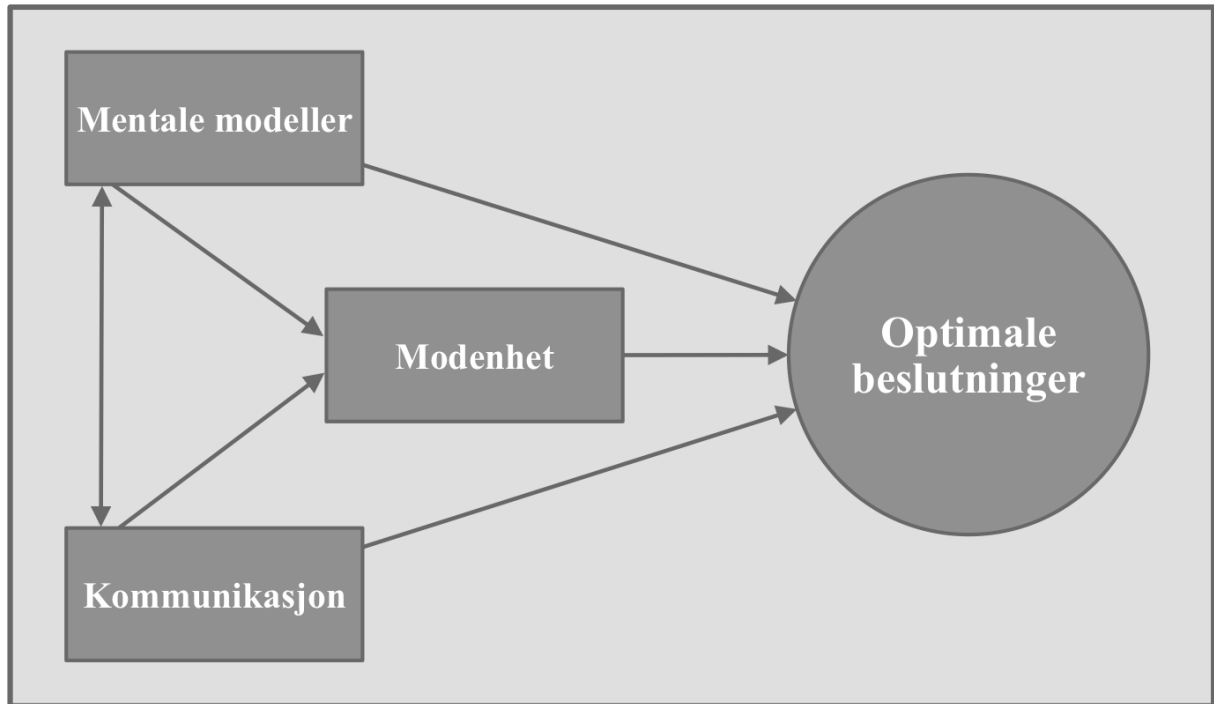 Mentale modeller
Modenhet
Optimale
beslutninger
Kommunikasjon